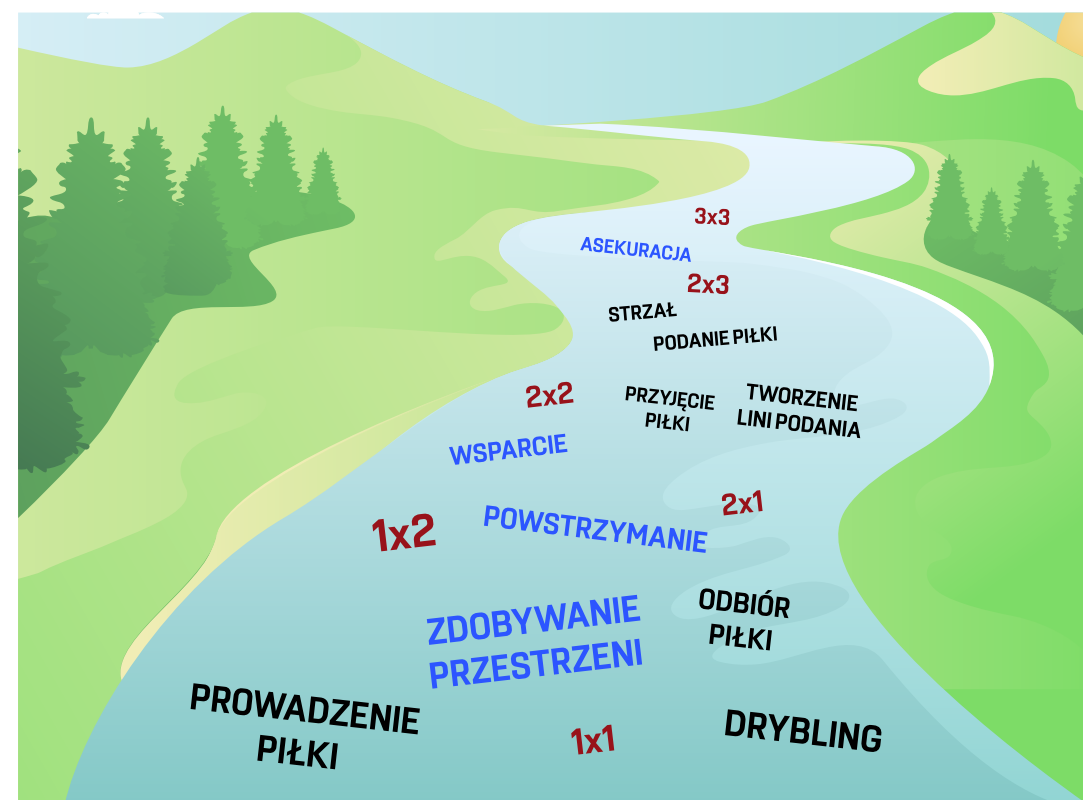 3x3
ASEKURACJA
2x3
STRZAŁ
PODANIE PIŁKI
2x2
PRZYJĘCIE
PIŁKI
TWORZENIE
LINI PODANIA
WSPARCIE
2x1
1x2
POWSTRZYMANIE
ZDOBYWANIE
PRZESTRZENI
ODBIÓR
PIŁKI
PROWADZENIE
PIŁKI
1x1
DRYBLING